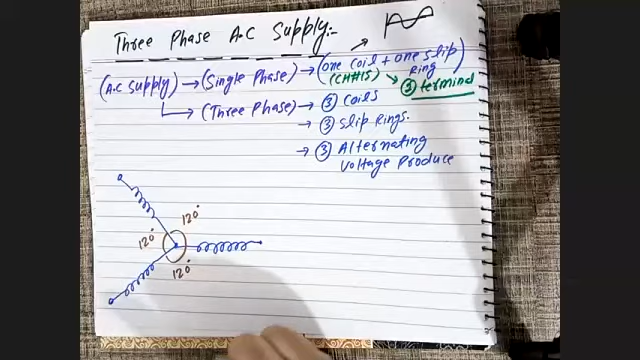 Three Phase A.C Supply:-
(A.C Supply) → (Single Phase) → (one coil + one slip ring)
(CH#15) → ③ terminal
(Three Phase) → ③ Coils
→ ③ Slip Rings.
→ ③ Alternating
Voltage Produce
120°
120°
120°